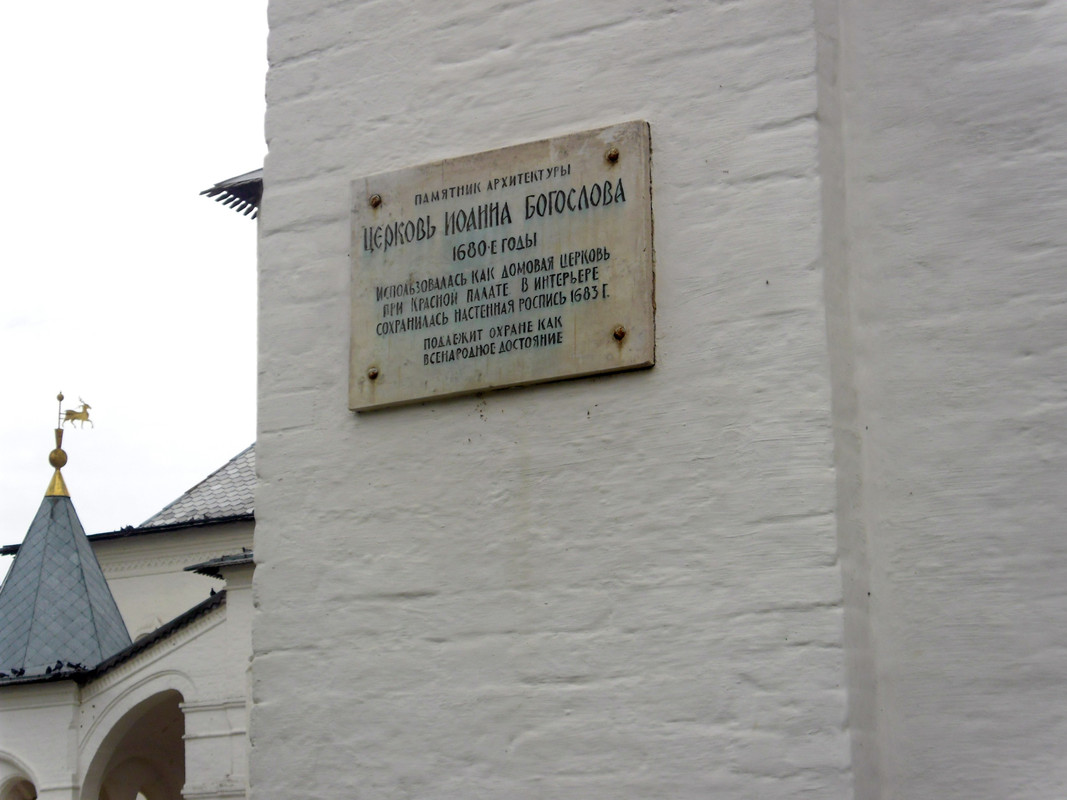 ПАМЯТНИК АРХИТЕКТУРЫ
ЦЕРКОВЬ ИОАННА БОГОСЛОВА
1680-Е ГОДЫ
ИСПОЛЬЗОВАЛАСЬ КАК ДОМОВАЯ ЦЕРКОВЬ
ПРИ КРАСНОЙ ПАЛАТЕ В ИНТЕРЬЕРЕ
СОХРАНИЛАСЬ НАСТЕННАЯ РОСПИСЬ 1683 Г.
ПОДЛЕЖИТ ОХРАНЕ КАК
ВСЕНАРОДНОЕ ДОСТОЯНИЕ